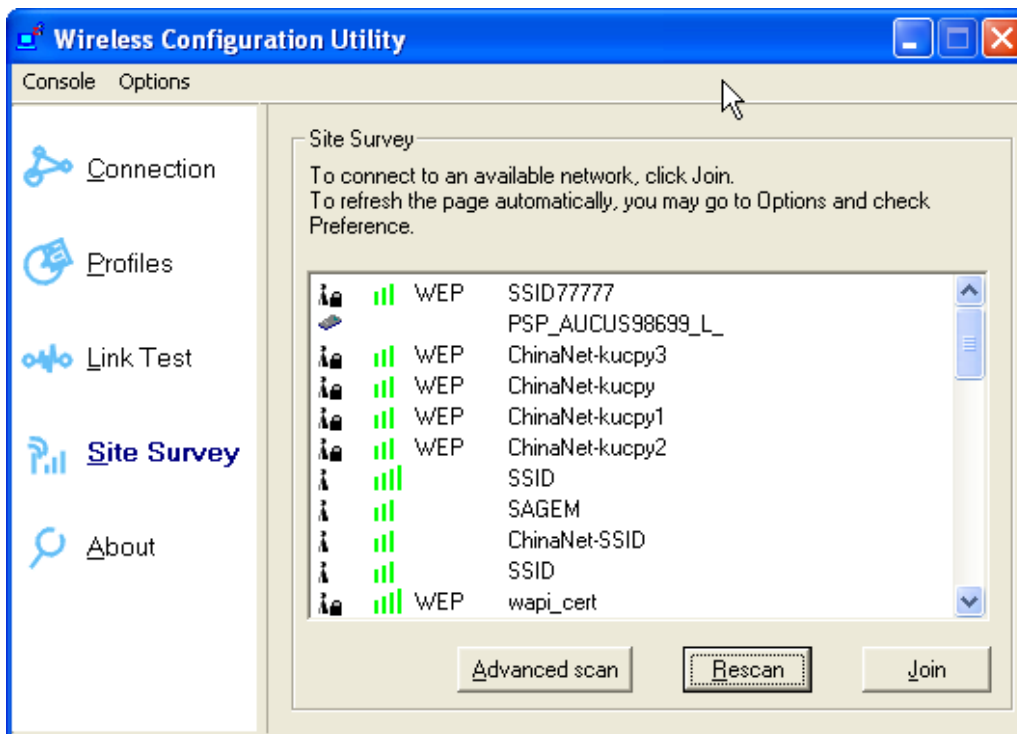 Wireless Configuration Utility
Console Options
Connection
Profiles
Link Test
Site Survey
About
Site Survey
To connect to an available network, click Join.
To refresh the page automatically, you may go to Options and check
Preference.
WEP SSID77777
PSP_AUCUS98699_L_
WEP ChinaNet-kucpy3
WEP ChinaNet-kucpy
WEP ChinaNet-kucpy1
WEP ChinaNet-kucpy2
SSID
SAGEM
ChinaNet-SSID
SSID
WEP wapi_cert
Advanced scan Rescan Join